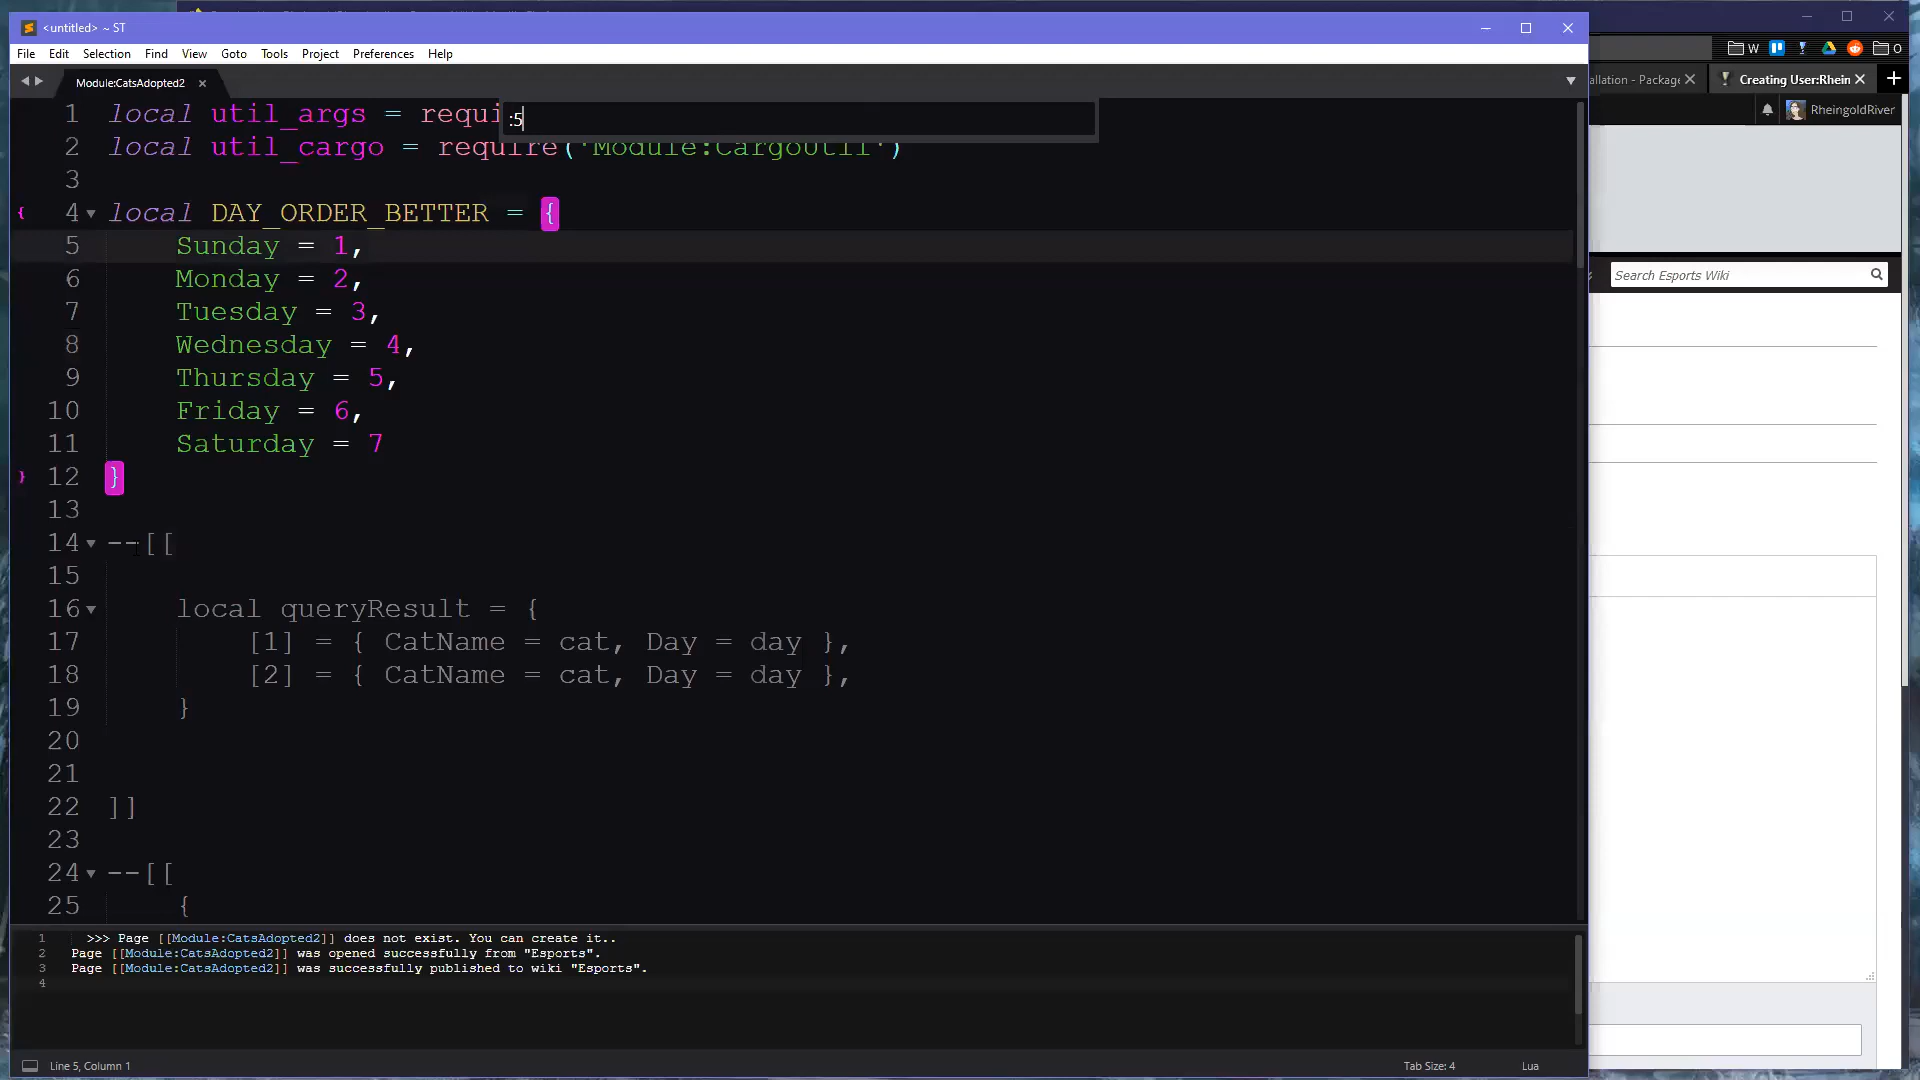 <untitled> ~ ST
File Edit Selection Find View Goto Tools Project Preferences Help
Module:CatsAdopted2
:5
1 local util_args = requi
2 local util_cargo = require('Module:CargoUtil')
3
4 local DAY_ORDER_BETTER = {
5 Sunday = 1,
6 Monday = 2,
7 Tuesday = 3,
8 Wednesday = 4,
9 Thursday = 5,
10 Friday = 6,
11 Saturday = 7
12 }
13
14 --[[
15
16 local queryResult = {
17 [1] = { CatName = cat, Day = day },
18 [2] = { CatName = cat, Day = day },
19 }
20
21
22 ]]
23
24 --[[
25 {
1 >>> Page [[Module:CatsAdopted2]] does not exist. You can create it..
2 Page [[Module:CatsAdopted2]] was opened successfully from "Esports".
3 Page [[Module:CatsAdopted2]] was successfully published to wiki "Esports".
4
Line 5, Column 1
Tab Size: 4
Lua
W
O
allation - Package
Creating User:Rhein
RheingoldRiver
Search Esports Wiki